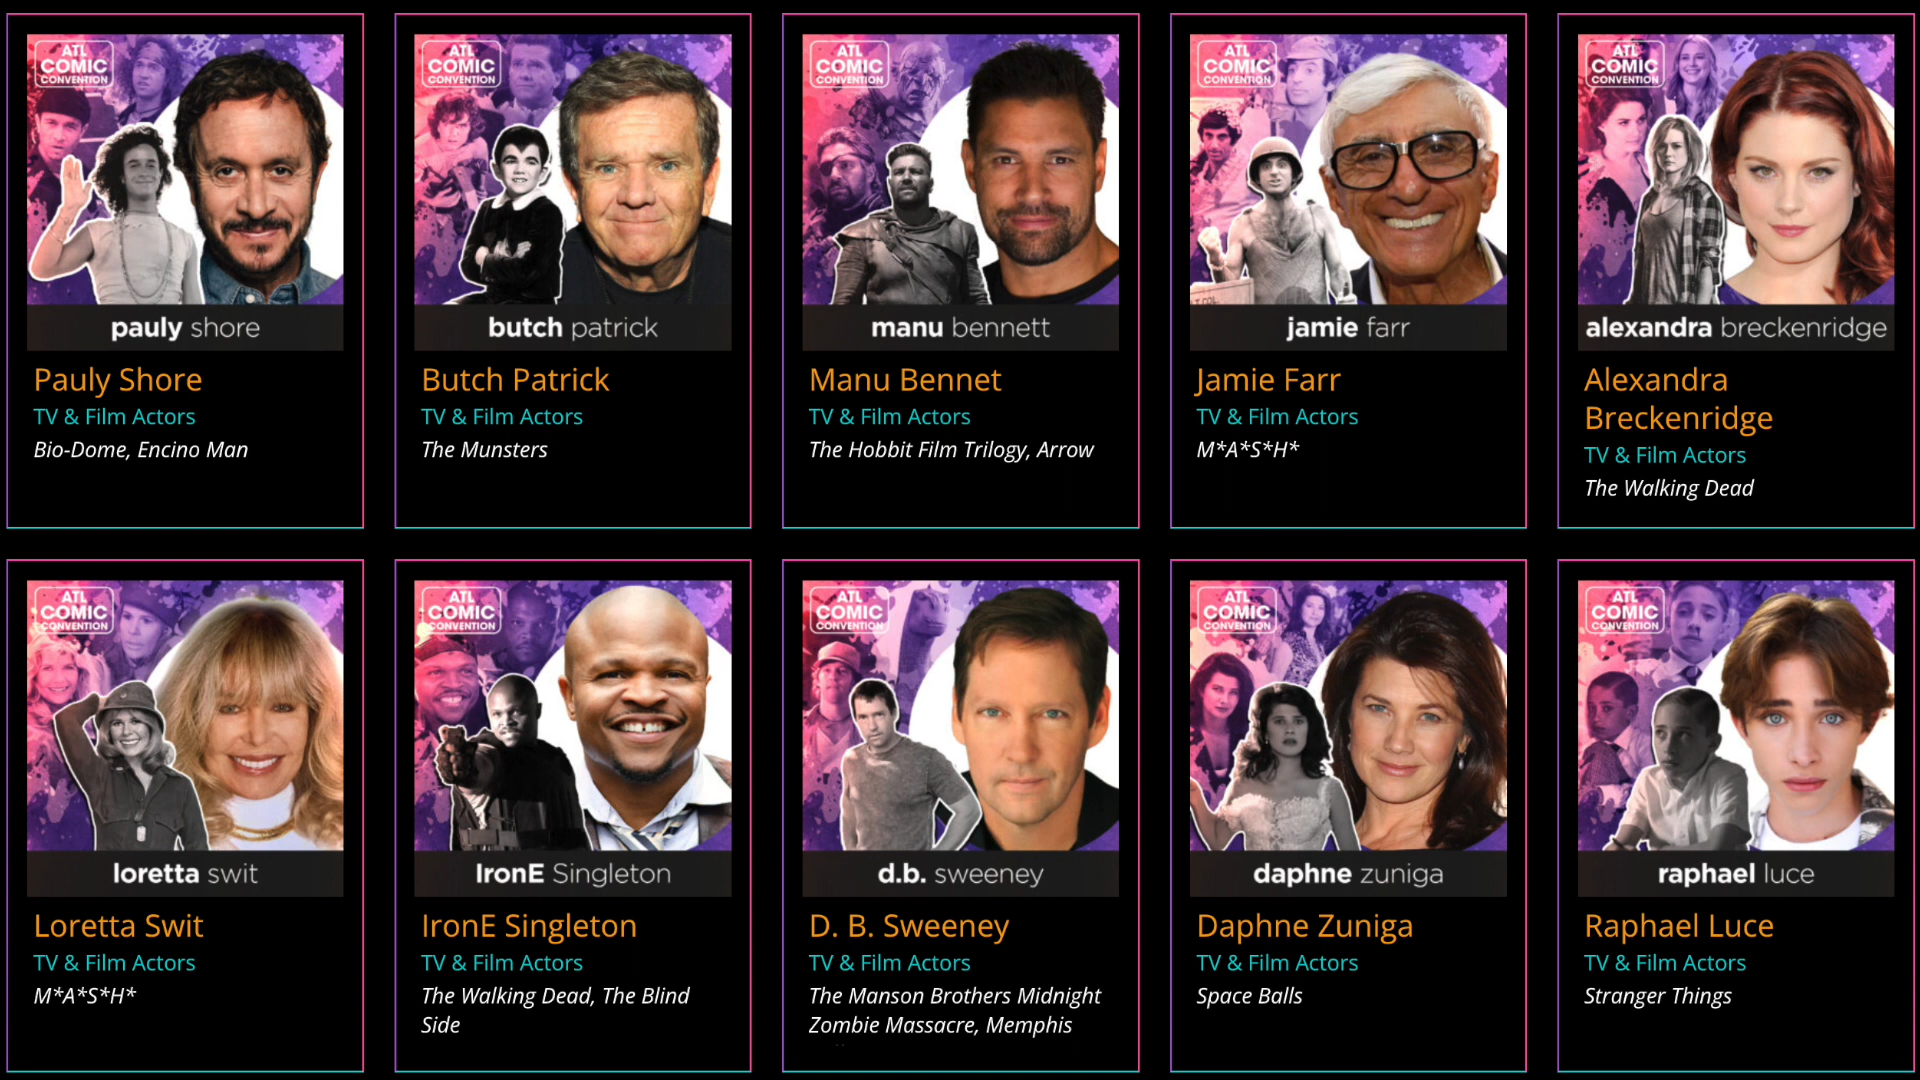 ATL
COMIC
CONVENTION
pauly shore
Pauly Shore
TV & Film Actors
Bio-Dome, Encino Man
ATL
COMIC
CONVENTION
butch patrick
Butch Patrick
TV & Film Actors
The Munsters
ATL
COMIC
CONVENTION
manu bennett
Manu Bennet
TV & Film Actors
The Hobbit Film Trilogy, Arrow
ATL
COMIC
CONVENTION
jamie farr
Jamie Farr
TV & Film Actors
M*A*S*H*
ATL
COMIC
CONVENTION
alexandra breckenridge
Alexandra
Breckenridge
TV & Film Actors
The Walking Dead
ATL
COMIC
CONVENTION
loretta swit
Loretta Swit
TV & Film Actors
M*A*S*H*
ATL
COMIC
CONVENTION
IronE Singleton
IronE Singleton
TV & Film Actors
The Walking Dead, The Blind
Side
ATL
COMIC
CONVENTION
d.b. sweeney
D. B. Sweeney
TV & Film Actors
The Manson Brothers Midnight
Zombie Massacre, Memphis
ATL
COMIC
CONVENTION
daphne zuniga
Daphne Zuniga
TV & Film Actors
Space Balls
ATL
COMIC
CONVENTION
raphael luce
Raphael Luce
TV & Film Actors
Stranger Things